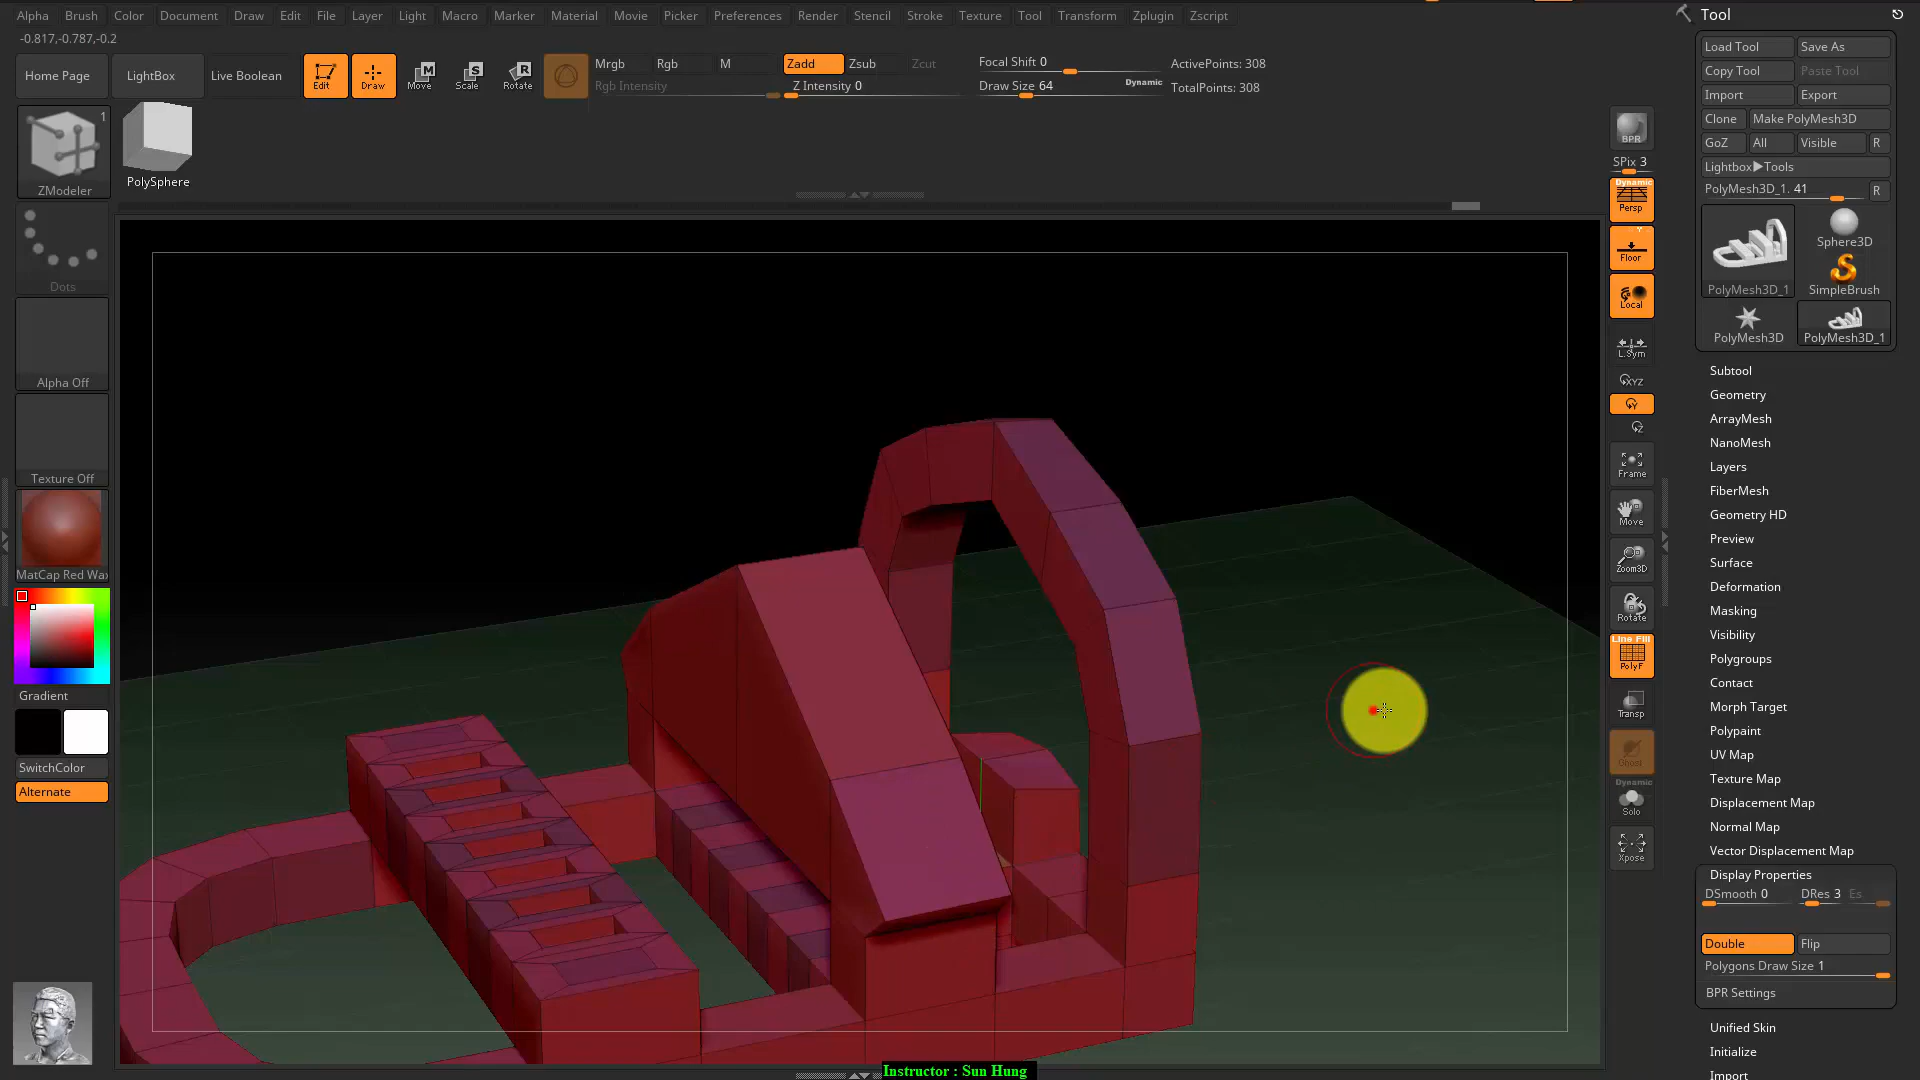 Alpha Brush Color Document Draw Edit File Layer Light Macro Marker Material Movie Picker Preferences Render Stencil Stroke Texture Tool Transform Zplugin Zscript
Tool
-0.817,-0.787,-0.2
Load Tool Save As
Copy Tool Paste Tool
Import Export
Clone Make PolyMesh3D
GoZ All Visible R
Lightbox▶Tools
PolyMesh3D_1. 41 R
Home Page LightBox Live Boolean
Edit Draw Move Scale Rotate
Mrgb Rgb M
Rgb Intensity
Zadd Zsub Zcut
Z Intensity 0
Focal Shift 0
Draw Size 64 Dynamic
ActivePoints: 308
TotalPoints: 308
1
ZModeler
PolySphere
Dots
Alpha Off
Texture Off
MatCap Red Wax
Gradient
SwitchColor
Alternate
BPR
SPix 3
Dynamic
Persp
Floor
Local
L.Sym
XYZ
Y
Z
Frame
Move
Zoom3D
Rotate
Line Fill
PolyF
Transp
Ghost
Dynamic
Solo
Xpose
Sphere3D
PolyMesh3D_1 SimpleBrush
S
PolyMesh3D PolyMesh3D_1
Subtool
Geometry
ArrayMesh
NanoMesh
Layers
FiberMesh
Geometry HD
Preview
Surface
Deformation
Masking
Visibility
Polygroups
Contact
Morph Target
Polypaint
UV Map
Texture Map
Displacement Map
Normal Map
Vector Displacement Map
Display Properties
DSmooth 0 DRes 3 Es
Double Flip
Polygons Draw Size 1
BPR Settings
Unified Skin
Initialize
Import
Instructor : Sun Hung